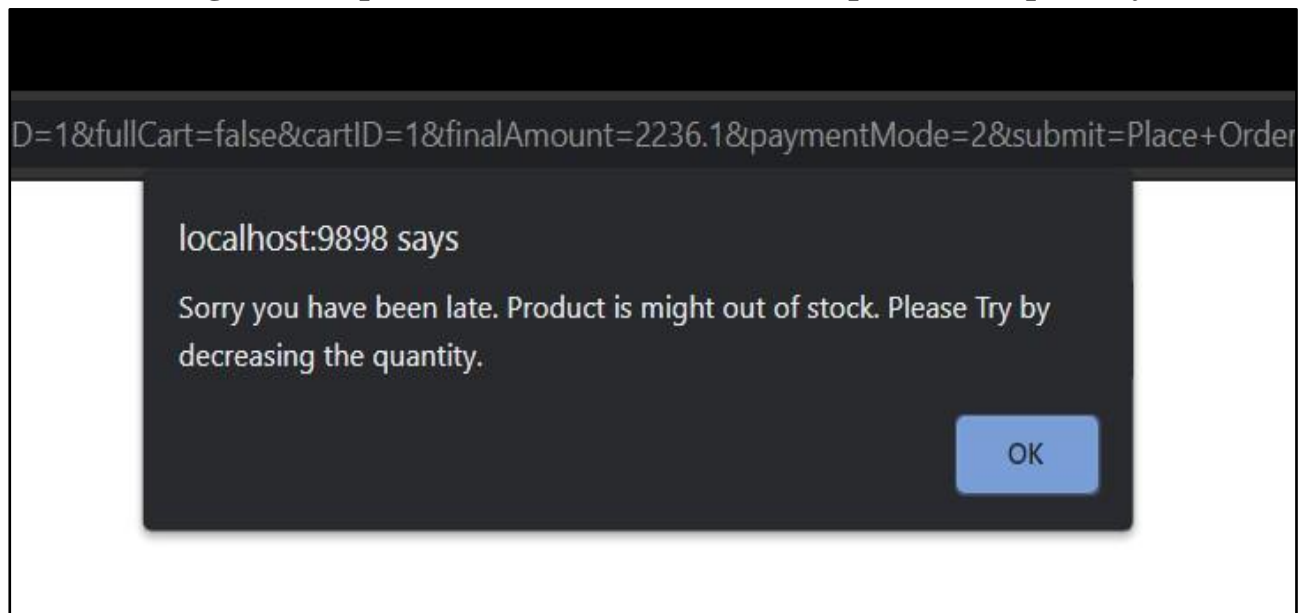 D=1&fullCart=false&cartID=1&finalAmount=2236.1&paymentMode=2&submit=Place+Order
localhost:9898 says
Sorry you have been late. Product is might out of stock. Please Try by
decreasing the quantity.
OK